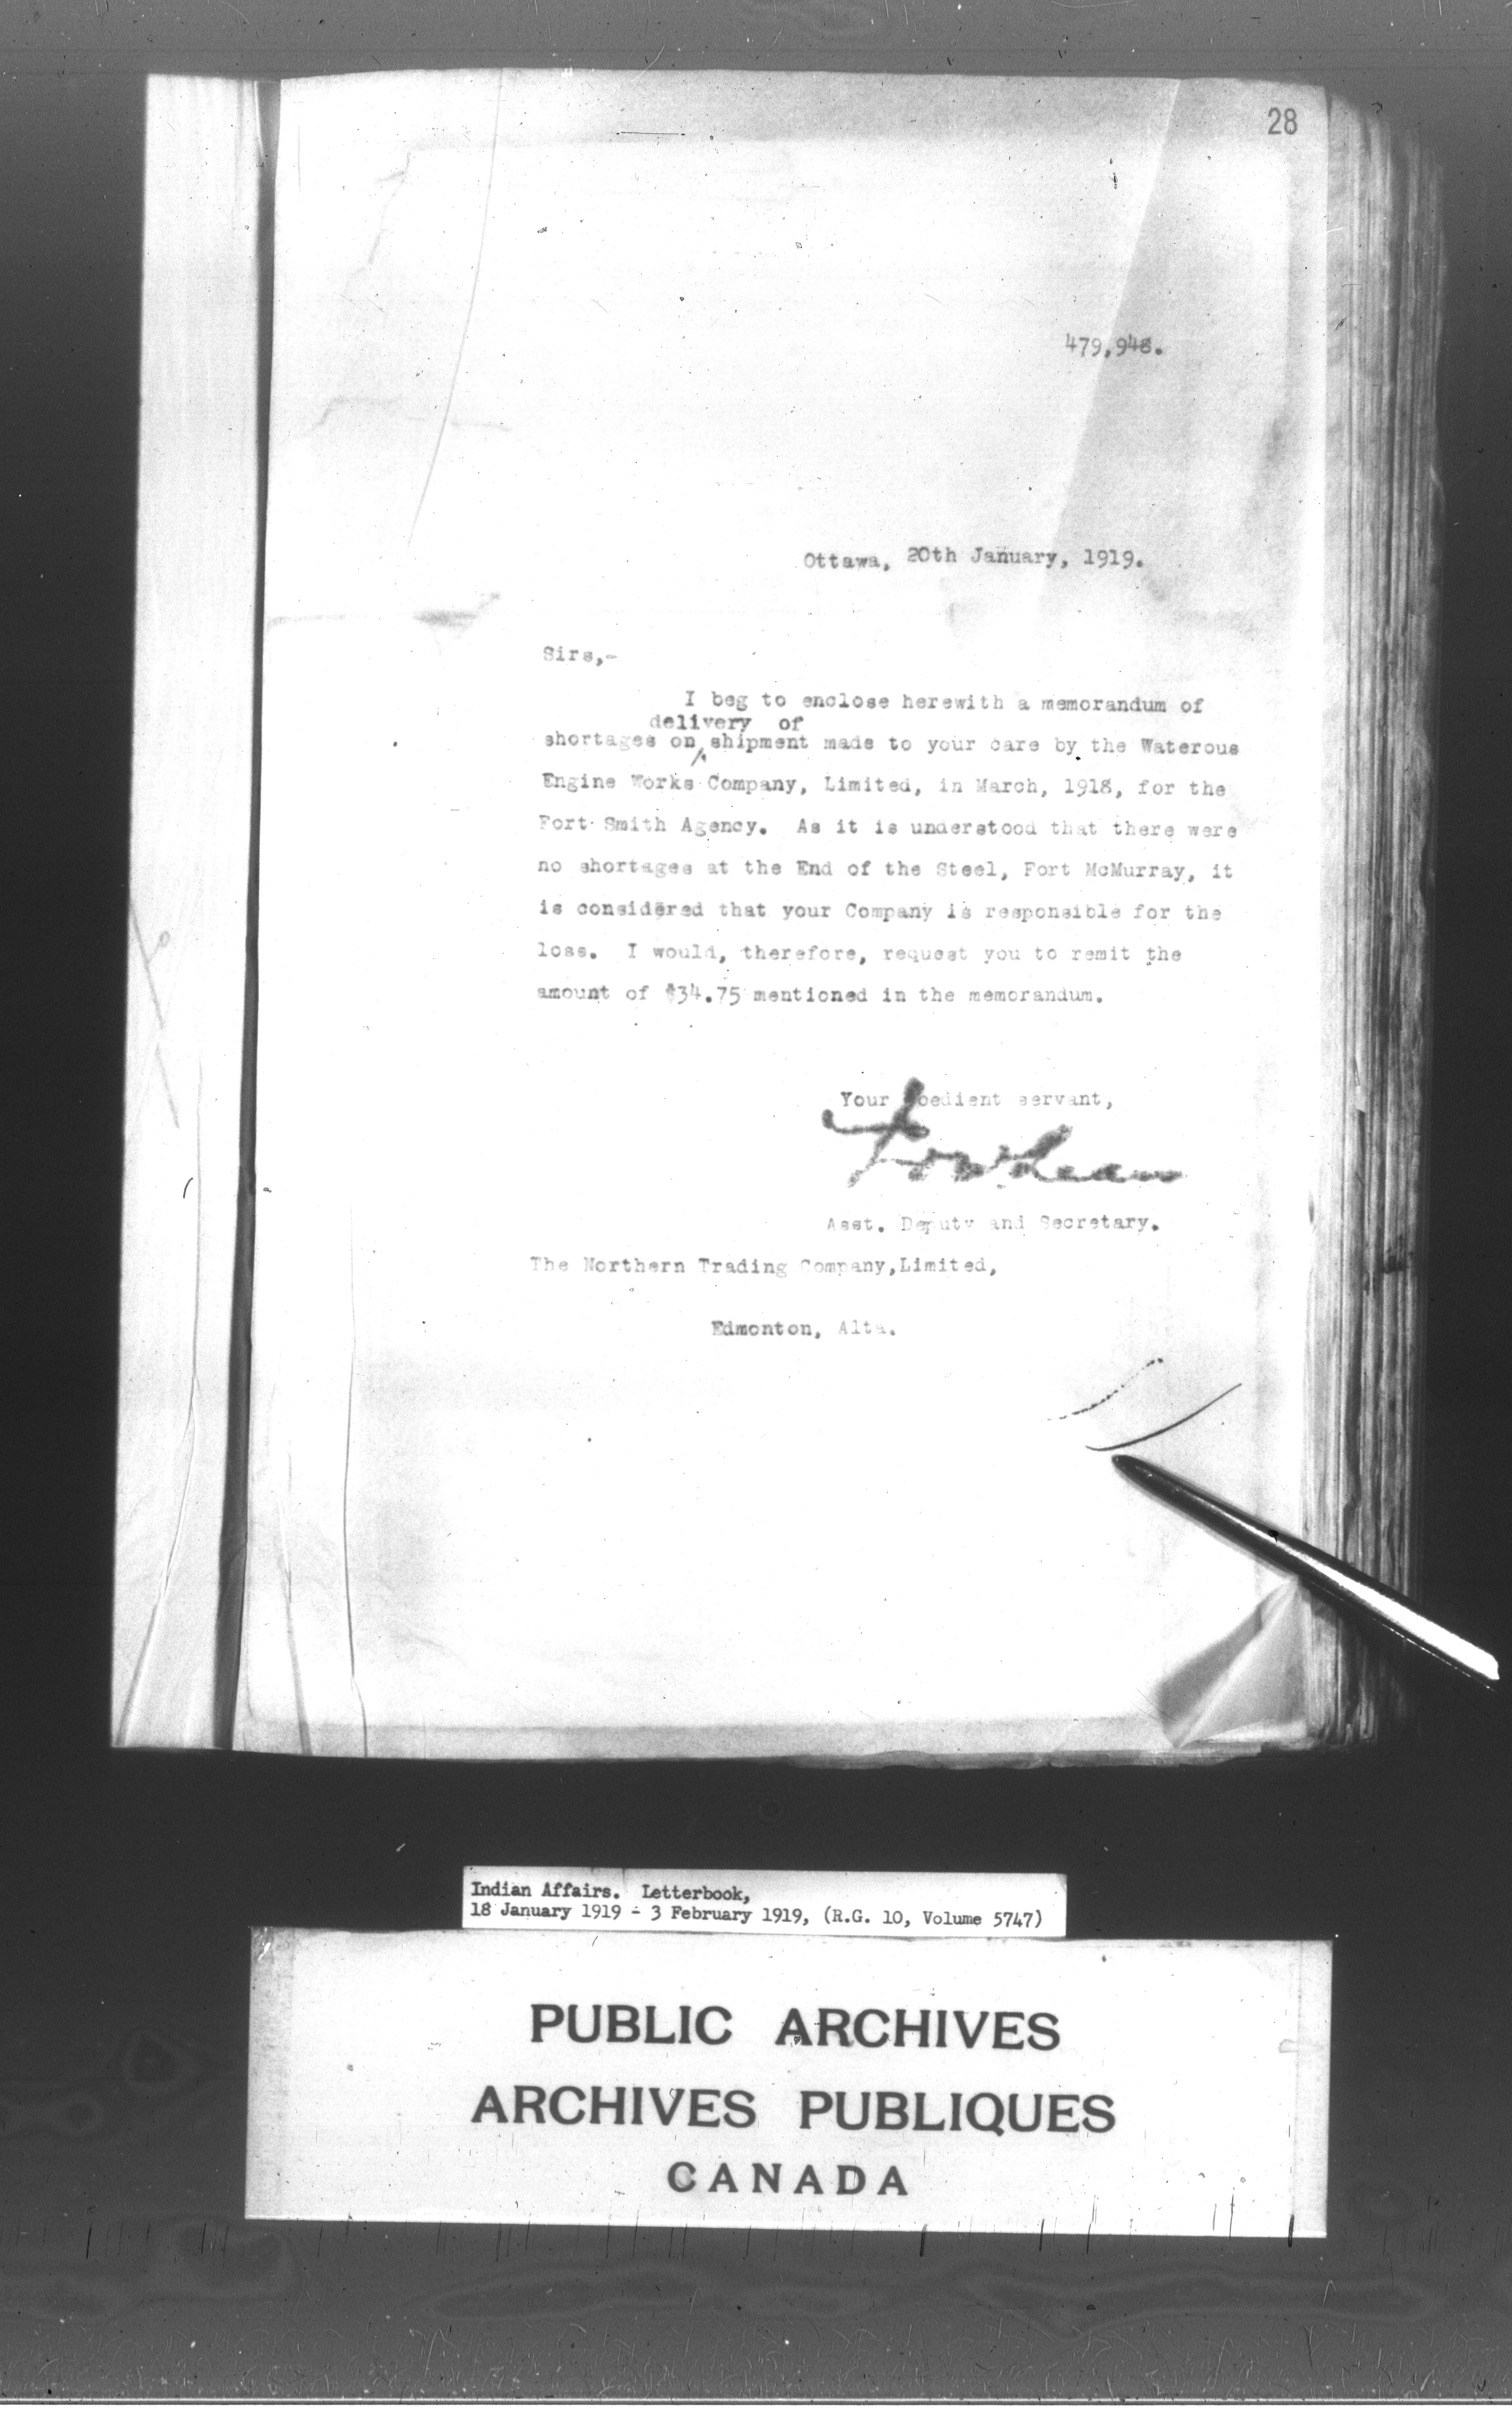 28
479,948.
Ottawa, 20th January, 1919.
Sirs,-
I beg to enclose herewith a memorandum of
delivery of
shortages on shipment made to your care by the Waterous
Engine Works Company, Limited, in March, 1918, for the
Fort Smith Agency. As it is understood that there were
no shortages at the End of the Steel, Fort McMurray, it
is considered that your Company is responsible for the
loss. I would, therefore, request you to remit the
amount of $34.75 mentioned in the memorandum.
Your obedient servant,
Asst. Deputy and Secretary.
The Northern Trading Company,Limited,
Edmonton, Alta.
Indian Affairs. Letterbook,
18 January 1919 - 3 February 1919, (R.G. 10, Volume 5747)
PUBLIC ARCHIVES
ARCHIVES PUBLIQUES
CANADA